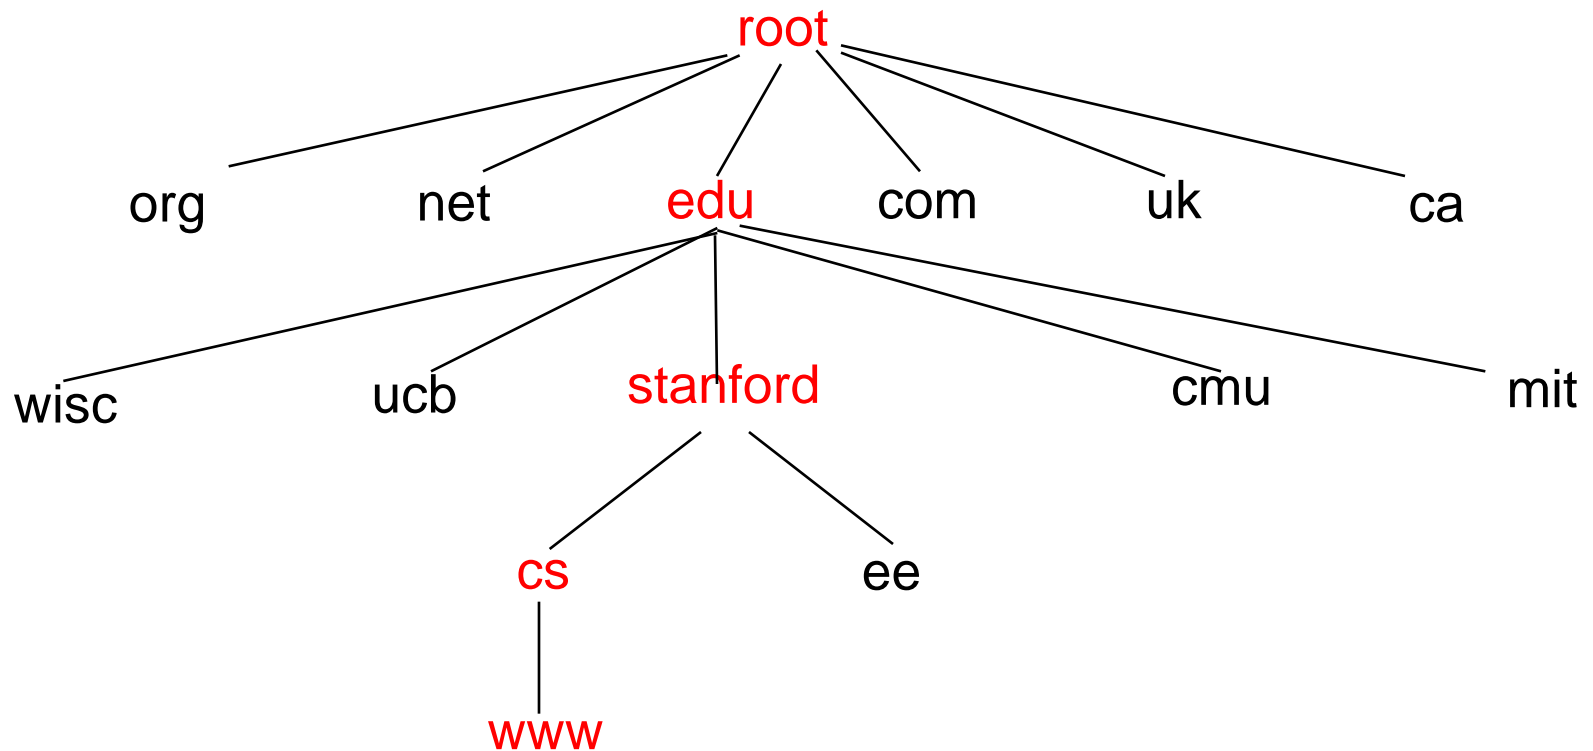 root
org net edu com uk ca
wisc ucb stanford cmu mit
cs ee
www